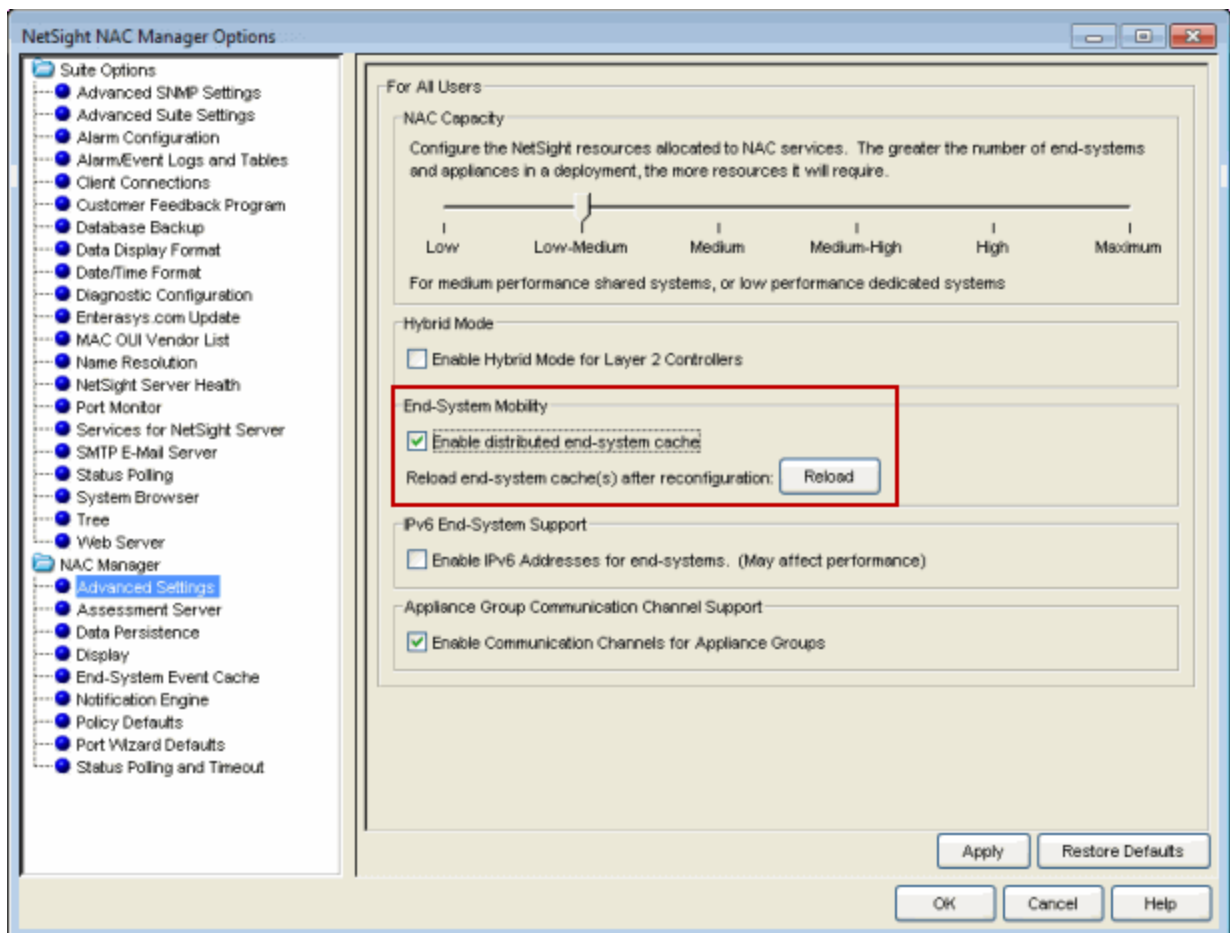 NetSight NAC Manager Options
Suite Options
Advanced SNMP Settings
Advanced Suite Settings
Alarm Configuration
Alarm/Event Logs and Tables
Client Connections
Customer Feedback Program
Database Backup
Data Display Format
Date/Time Format
Diagnostic Configuration
Enterasys.com Update
MAC OUI Vendor List
Name Resolution
NetSight Server Health
Port Monitor
Services for NetSight Server
SMTP E-Mail Server
Status Polling
System Browser
Tree
Web Server
NAC Manager
Advanced Settings
Assessment Server
Data Persistence
Display
End-System Event Cache
Notification Engine
Policy Defaults
Port Wizard Defaults
Status Polling and Timeout
For All Users
NAC Capacity
Configure the NetSight resources allocated to NAC services. The greater the number of end-systems
and appliances in a deployment, the more resources it will require.
Low Low-Medium Medium Medium-High High Maximum
For medium performance shared systems, or low performance dedicated systems
Hybrid Mode
Enable Hybrid Mode for Layer 2 Controllers
End-System Mobility
Enable distributed end-system cache
Reload end-system cache(s) after reconfiguration: Reload
IPv6 End-System Support
Enable IPv6 Addresses for end-systems. (May affect performance)
Appliance Group Communication Channel Support
Enable Communication Channels for Appliance Groups
Apply Restore Defaults
OK Cancel Help